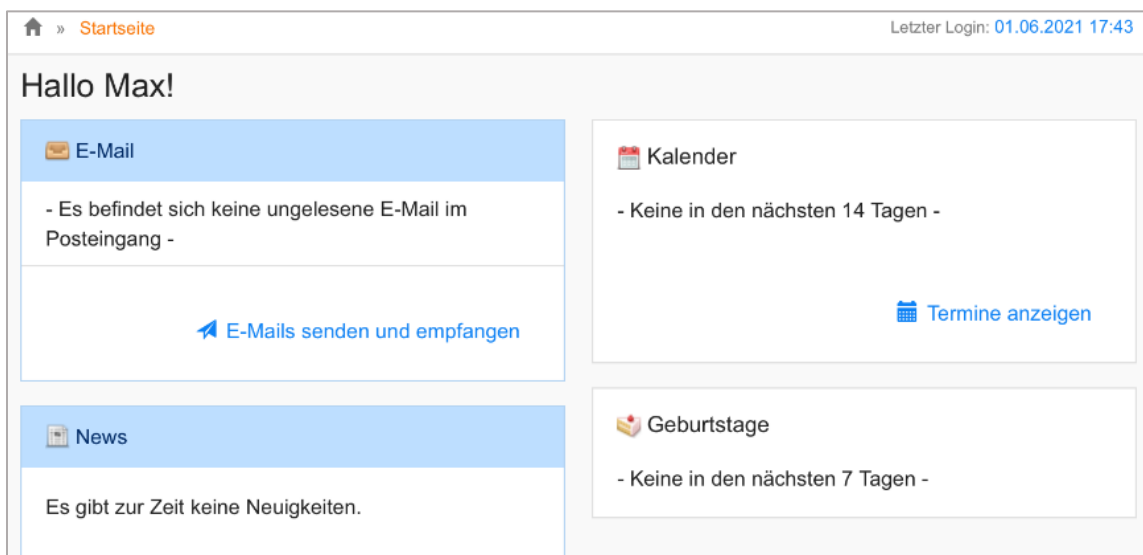 » Startseite
Letzter Login: 01.06.2021 17:43
Hallo Max!
E-Mail
- Es befindet sich keine ungelesene E-Mail im
Posteingang -
E-Mails senden und empfangen
News
Es gibt zur Zeit keine Neuigkeiten.
Kalender
- Keine in den nächsten 14 Tagen -
Termine anzeigen
Geburtstage
- Keine in den nächsten 7 Tagen -